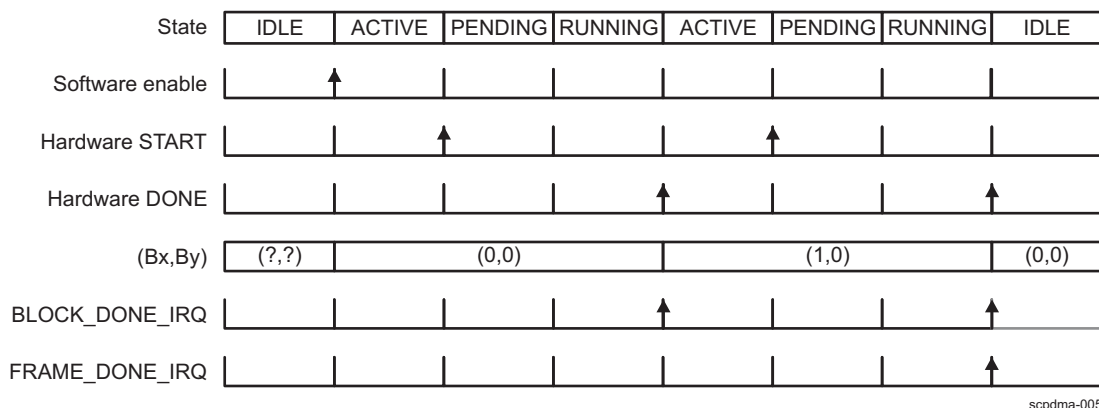 State IDLE ACTIVE PENDING RUNNING ACTIVE PENDING RUNNING IDLE
Software enable
Hardware START
Hardware DONE
(Bx,By) (?,?) (0,0) (1,0) (0,0)
BLOCK_DONE_IRQ
FRAME_DONE_IRQ
scpdma-005